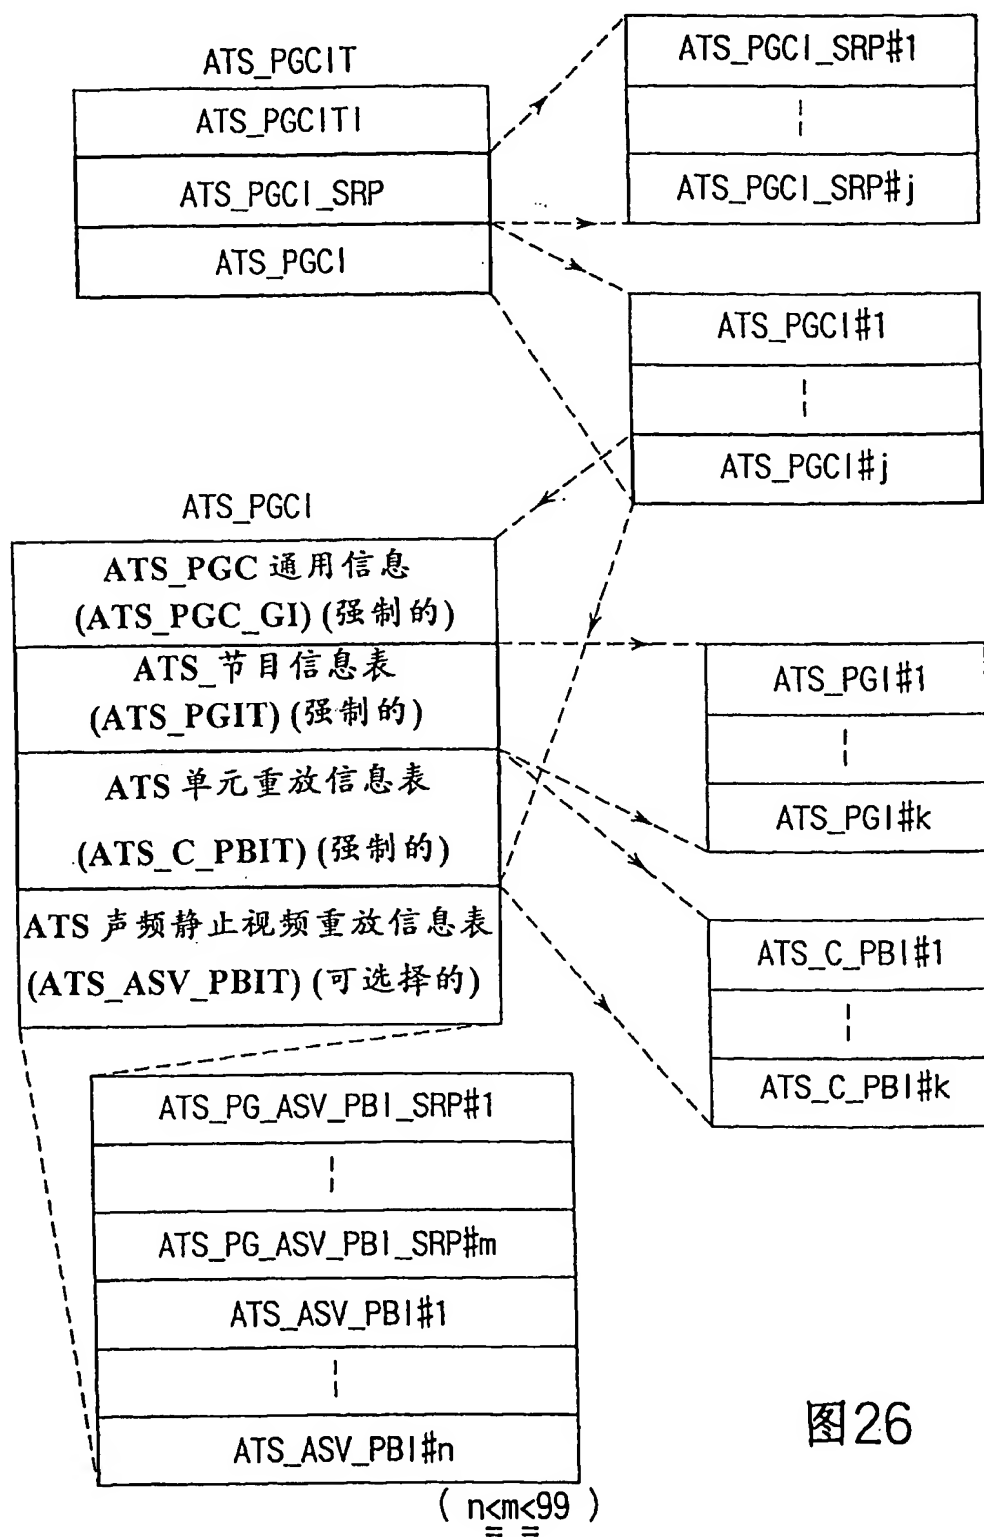 ATS_PGCIT
ATS_PGCITI
ATS_PGCI_SRP
ATS_PGCI
ATS_PGCI_SRP#1
ATS_PGCI_SRP#j
ATS_PGCI#1
ATS_PGCI#j
ATS_PGCI
ATS_PGC 通用信息
(ATS_PGC_GI) (强制的)
ATS_节目信息表
(ATS_PGIT) (强制的)
ATS 单元重放信息表
(ATS_C_PBIT) (强制的)
ATS 声频静止视频重放信息表
(ATS_ASV_PBIT) (可选择的)
ATS_PGI#1
ATS_PGI#k
ATS_C_PBI#1
ATS_C_PBI#k
ATS_PG_ASV_PBI_SRP#1
ATS_PG_ASV_PBI_SRP#m
ATS_ASV_PBI#1
ATS_ASV_PBI#n
( n≦m≦99 )
图26